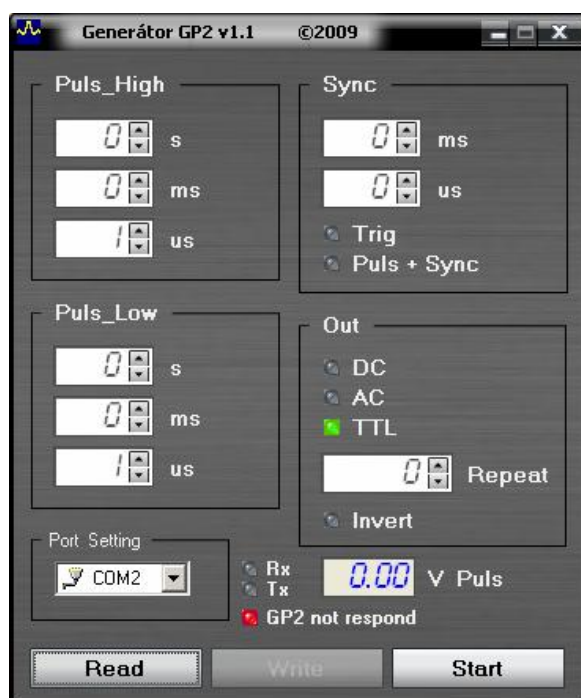 Generátor GP2 v1.1 ©2009
Puls_High
0 s
0 ms
1 us
Sync
0 ms
0 us
Trig
Puls + Sync
Puls_Low
0 s
0 ms
1 us
Out
DC
AC
TTL
0 Repeat
Invert
Port Setting
COM2
Rx
Tx
0.00 V Puls
GP2 not respond
Read
Write
Start